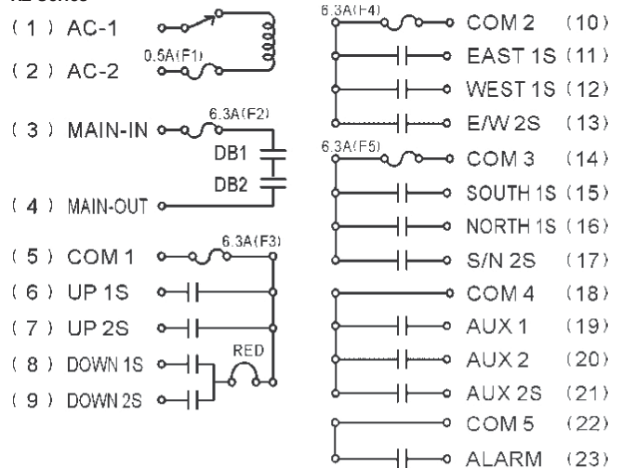 ( 1 ) AC-1
0.5A(F1)
( 2 ) AC-2
6.3A(F2)
( 3 ) MAIN-IN
DB1
DB2
( 4 ) MAIN-OUT
6.3A(F3)
( 5 ) COM 1
( 6 ) UP 1S
( 7 ) UP 2S
RED
( 8 ) DOWN 1S
( 9 ) DOWN 2S
6.3A(F4)
COM 2 (10)
EAST 1S (11)
WEST 1S (12)
E/W 2S (13)
6.3A(F5)
COM 3 (14)
SOUTH 1S (15)
NORTH 1S (16)
S/N 2S (17)
COM 4 (18)
AUX 1 (19)
AUX 2 (20)
AUX 2S (21)
COM 5 (22)
ALARM (23)